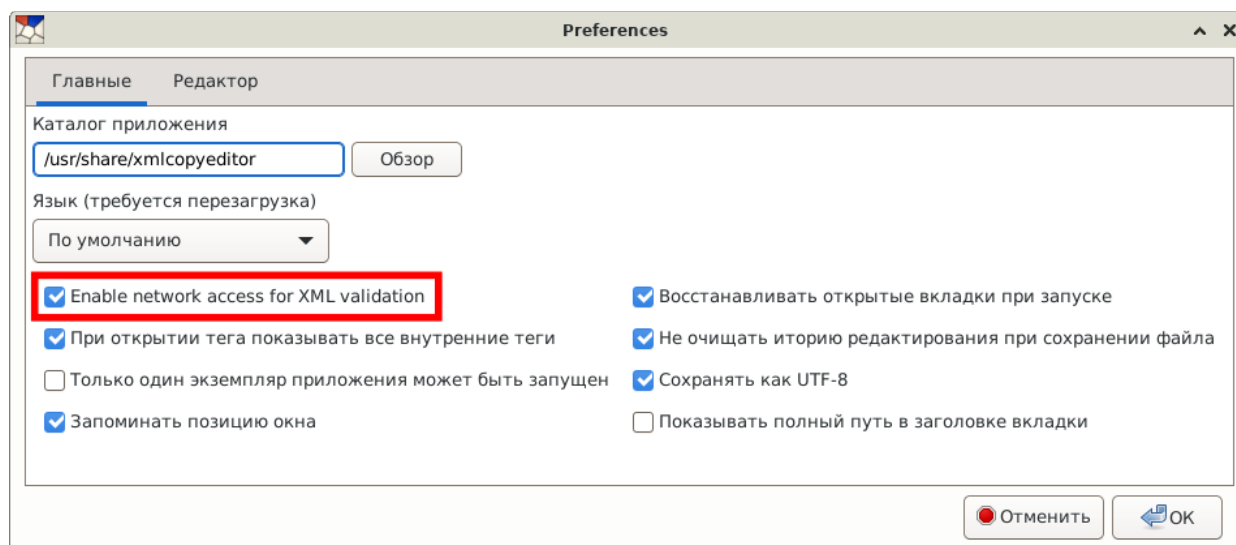 Preferences
Главные Редактор
Каталог приложения
/usr/share/xmlcopyeditor Обзор
Язык (требуется перезагрузка)
По умолчанию
Enable network access for XML validation Восстанавливать открытые вкладки при запуске
При открытии тега показывать все внутренние теги Не очищать иторию редактирования при сохранении файла
Только один экземпляр приложения может быть запущен Сохранять как UTF-8
Запоминать позицию окна Показывать полный путь в заголовке вкладки
Отменить OK